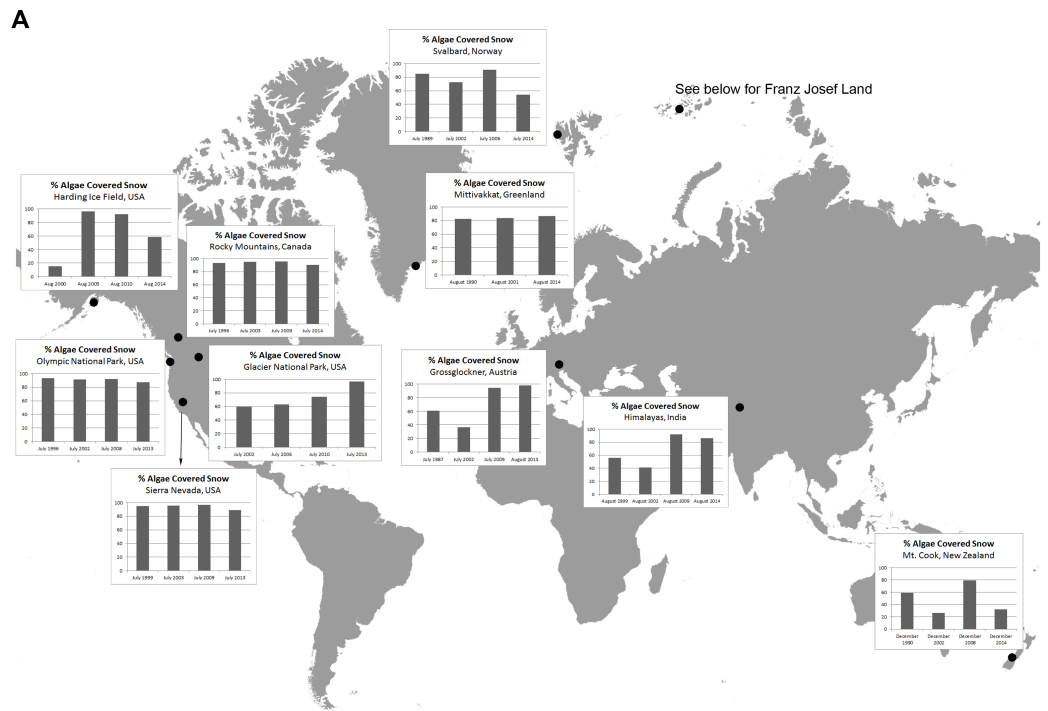 A
% Algae Covered Snow
Svalbard, Norway
100
80
60
40
20
0
July 1989 July 2002 July 2006 July 2014
See below for Franz Josef Land
% Algae Covered Snow
Harding Ice Field, USA
100
80
60
40
20
0
Aug 2000 Aug 2005 Aug 2010 Aug 2014
% Algae Covered Snow
Mittivakkat, Greenland
100
80
60
40
20
0
August 1990 August 2001 August 2014
% Algae Covered Snow
Rocky Mountains, Canada
100
80
60
40
20
0
July 1998 July 2003 July 2009 July 2014
% Algae Covered Snow
Olympic National Park, USA
100
80
60
40
20
0
July 1996 July 2002 July 2008 July 2013
% Algae Covered Snow
Glacier National Park, USA
100
80
60
40
20
0
July 2002 July 2006 July 2010 July 2013
% Algae Covered Snow
Grossglockner, Austria
100
80
60
40
20
0
July 1987 July 2002 July 2009 August 2013
% Algae Covered Snow
Himalayas, India
100
80
60
40
20
0
August 1999 August 2002 August 2009 August 2014
% Algae Covered Snow
Sierra Nevada, USA
100
80
60
40
20
0
July 1999 July 2003 July 2009 July 2013
% Algae Covered Snow
Mt. Cook, New Zealand
100
80
60
40
20
0
December December December December
1990 2002 2008 2014